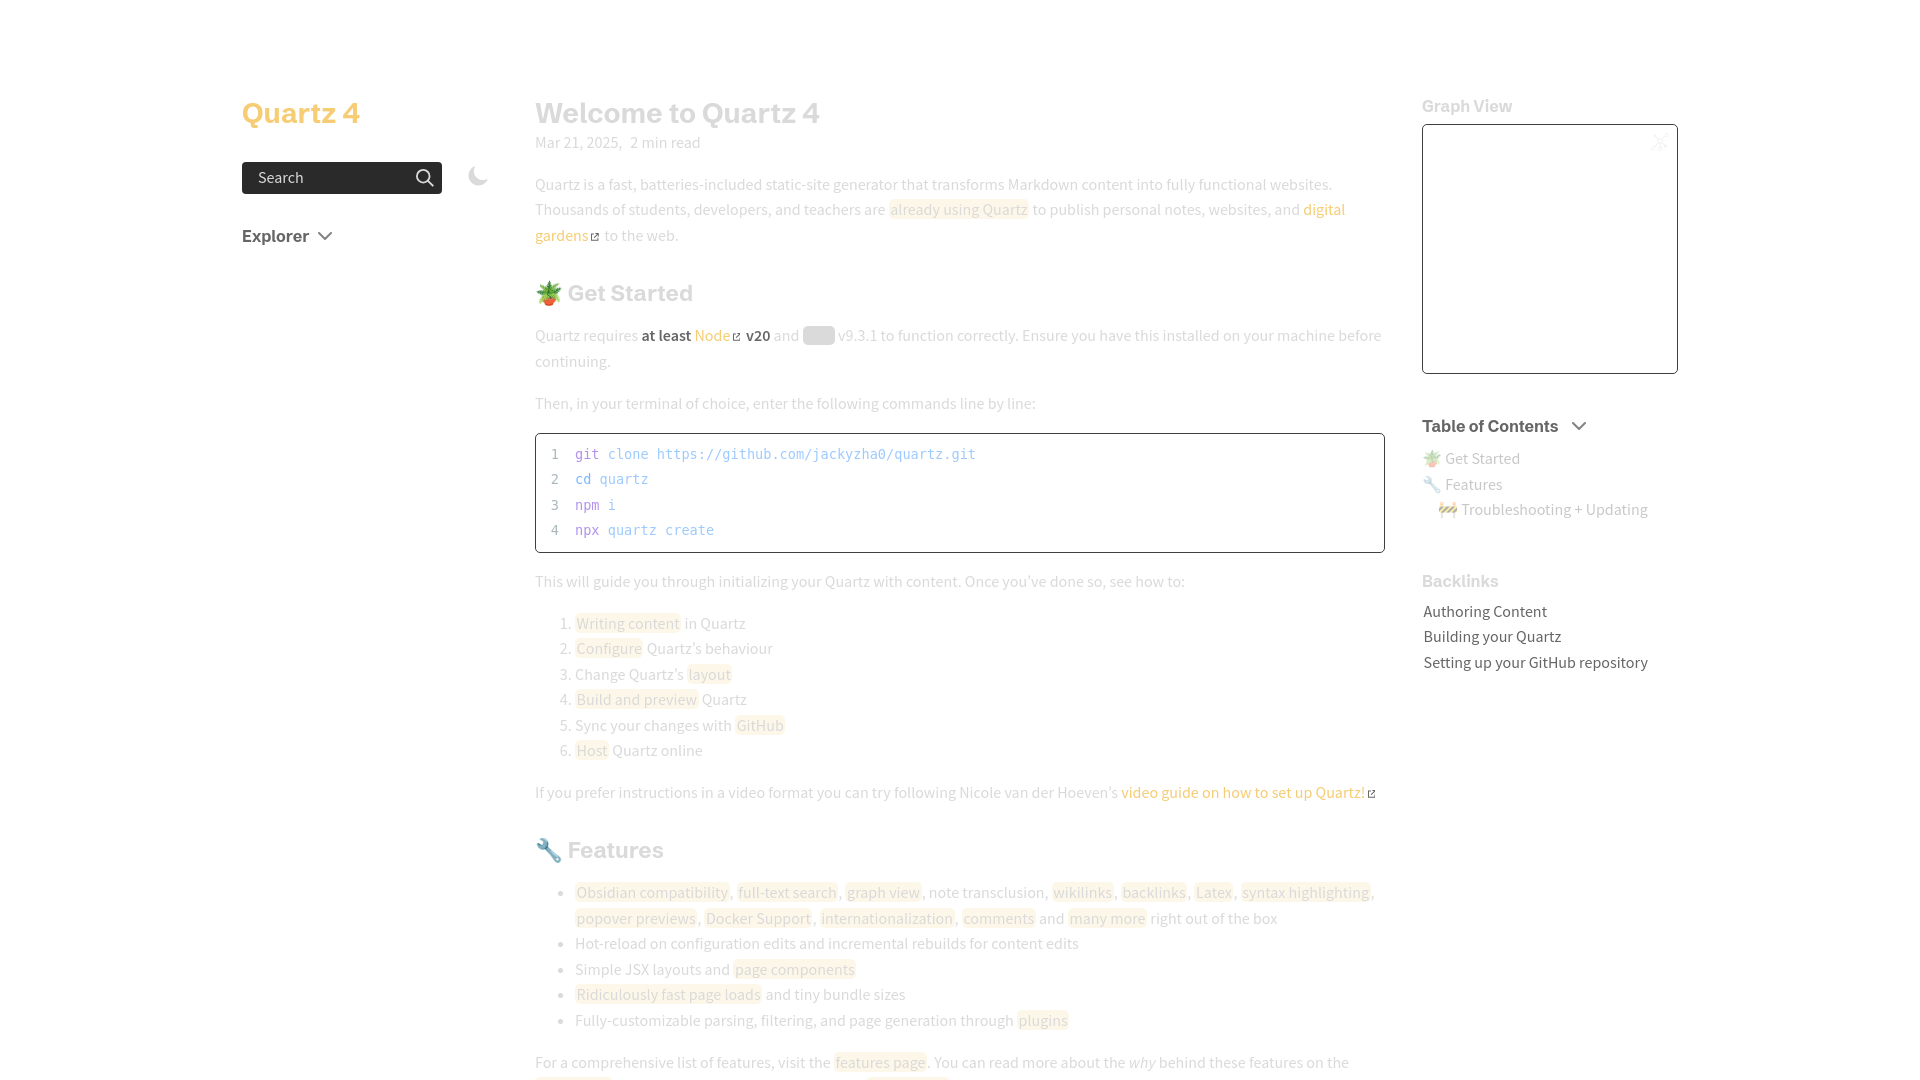 Quartz 4
Search
Explorer
Welcome to Quartz 4
Mar 21, 2025, 2 min read
Quartz is a fast, batteries-included static-site generator that transforms Markdown content into fully functional websites.
Thousands of students, developers, and teachers are already using Quartz to publish personal notes, websites, and digital
gardens to the web.
🪴 Get Started
Quartz requires at least Node v20 and v9.3.1 to function correctly. Ensure you have this installed on your machine before
continuing.
Then, in your terminal of choice, enter the following commands line by line:
1 git clone https://github.com/jackyzha0/quartz.git
2 cd quartz
3 npm i
4 npx quartz create
This will guide you through initializing your Quartz with content. Once you’ve done so, see how to:
1. Writing content in Quartz
2. Configure Quartz’s behaviour
3. Change Quartz’s layout
4. Build and preview Quartz
5. Sync your changes with GitHub
6. Host Quartz online
If you prefer instructions in a video format you can try following Nicole van der Hoeven’s video guide on how to set up Quartz!
🔧 Features
• Obsidian compatibility, full-text search, graph view, note transclusion, wikilinks, backlinks, Latex, syntax highlighting,
popover previews, Docker Support, internationalization, comments and many more right out of the box
• Hot-reload on configuration edits and incremental rebuilds for content edits
• Simple JSX layouts and page components
• Ridiculously fast page loads and tiny bundle sizes
• Fully-customizable parsing, filtering, and page generation through plugins
For a comprehensive list of features, visit the features page. You can read more about the why behind these features on the
Graph View
Table of Contents
🪴 Get Started
🔧 Features
🚧 Troubleshooting + Updating
Backlinks
Authoring Content
Building your Quartz
Setting up your GitHub repository